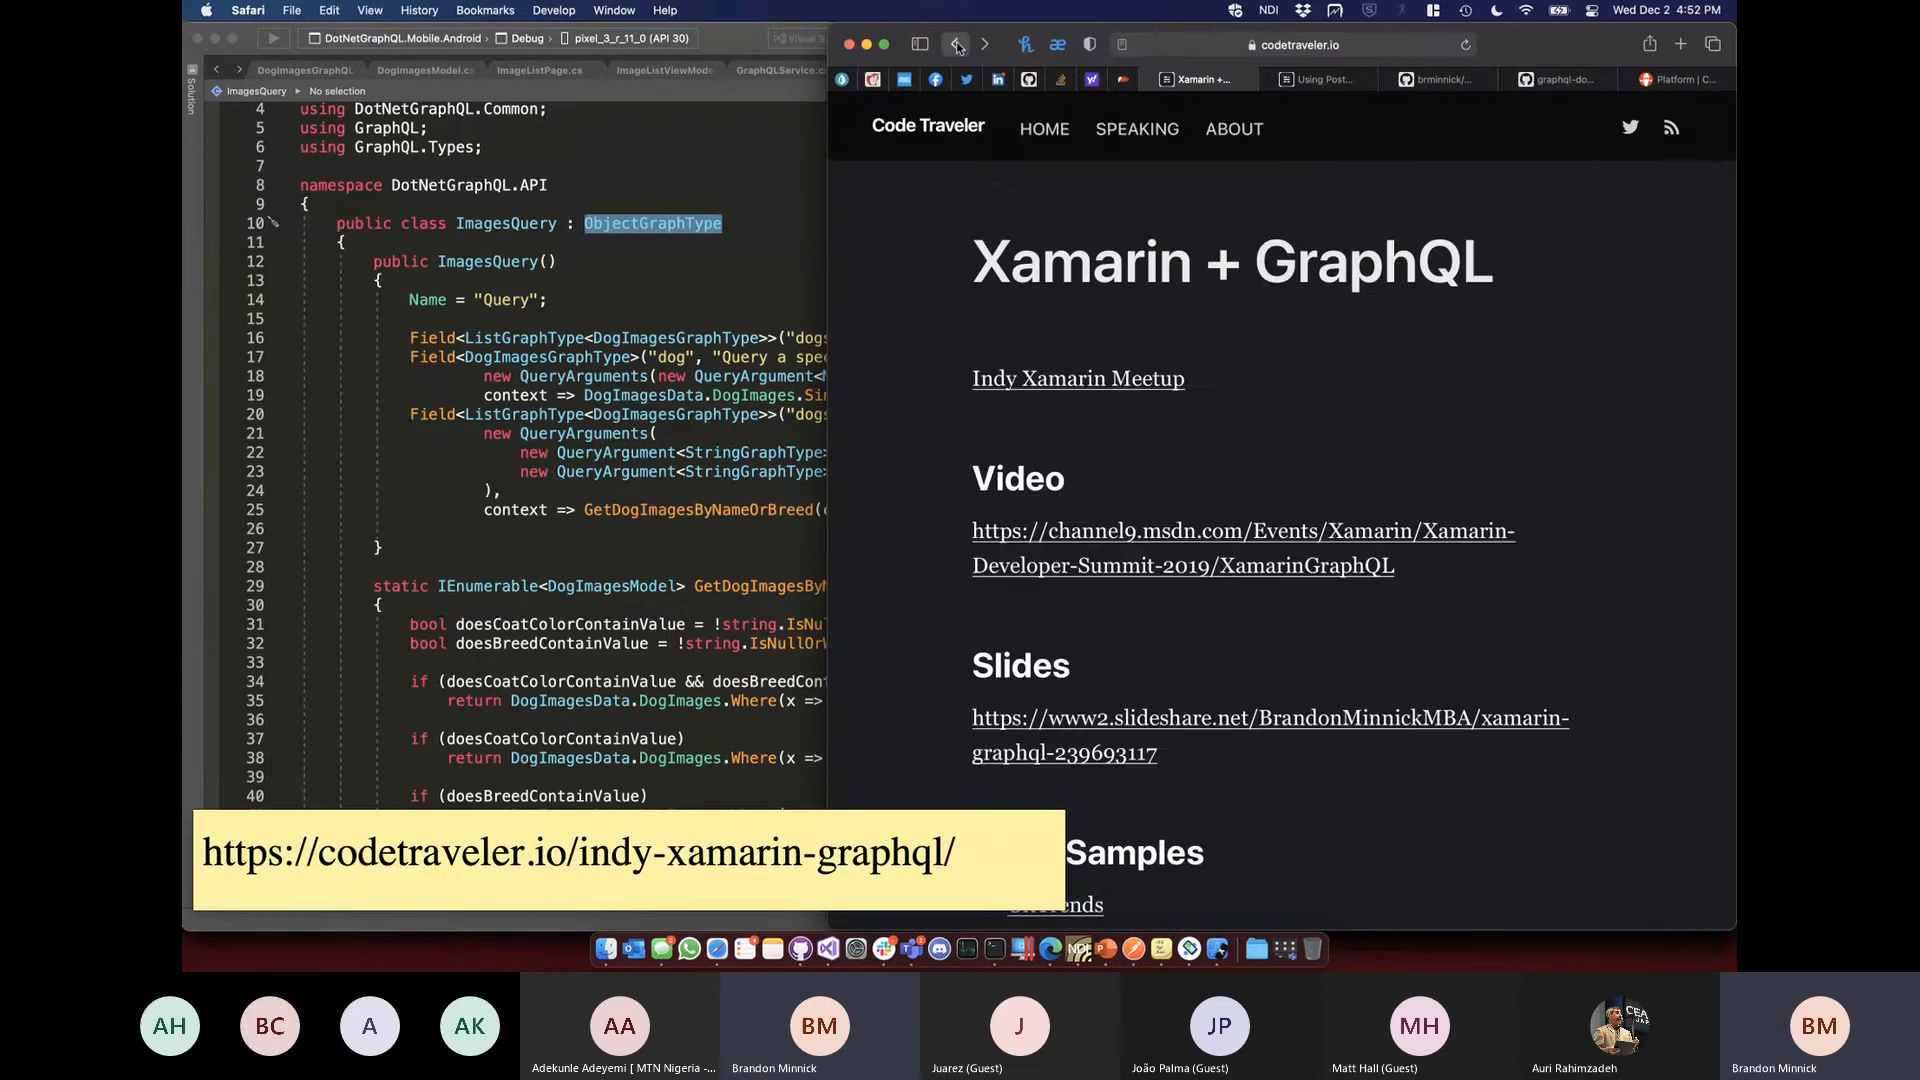 Safari File Edit View History Bookmarks Develop Window Help
NDI
Wed Dec 2 4:52 PM
DotNetGraphQL.Mobile.Android > Debug > pixel_3_r_11_0 (API 30)
Visual S
DogImagesGraphQL DogImagesModel.cs ImageListPage.cs ImageListViewMode GraphQLService.cs
ImagesQuery No selection
Solution
4 using DotNetGraphQL.Common;
5 using GraphQL;
6 using GraphQL.Types;
7
8 namespace DotNetGraphQL.API
9 {
10 public class ImagesQuery : ObjectGraphType
11 {
12 public ImagesQuery()
13 {
14 Name = "Query";
15
16 Field<ListGraphType<DogImagesGraphType>>("dogs
17 Field<DogImagesGraphType>("dog", "Query a spec
18 new QueryArguments(new QueryArgument<
19 context => DogImagesData.DogImages.Sin
20 Field<ListGraphType<DogImagesGraphType>>("dogs
21 new QueryArguments(
22 new QueryArgument<StringGraphType>
23 new QueryArgument<StringGraphType>
24 ),
25 context => GetDogImagesByNameOrBreed(
26
27 }
28
29 static IEnumerable<DogImagesModel> GetDogImagesByN
30 {
31 bool doesCoatColorContainValue = !string.IsNu
32 bool doesBreedContainValue = !string.IsNullOrW
33
34 if (doesCoatColorContainValue && doesBreedCont
35 return DogImagesData.DogImages.Where(x =>
36
37 if (doesCoatColorContainValue)
38 return DogImagesData.DogImages.Where(x =>
39
40 if (doesBreedContainValue)
codetraveler.io
Xamarin +... Using Post... brminnick/... graphql-do... Platform | C...
Code Traveler HOME SPEAKING ABOUT
Xamarin + GraphQL
Indy Xamarin Meetup
Video
https://channel9.msdn.com/Events/Xamarin/Xamarin-
Developer-Summit-2019/XamarinGraphQL
Slides
https://www2.slideshare.net/BrandonMinnickMBA/xamarin-
graphql-239693117
Samples
https://codetraveler.io/indy-xamarin-graphql/
AH BC A AK AA BM J JP MH BM
Adekunle Adeyemi [ MTN Nigeria -... Brandon Minnick Juarez (Guest) João Palma (Guest) Matt Hall (Guest) Auri Rahimzadeh Brandon Minnick